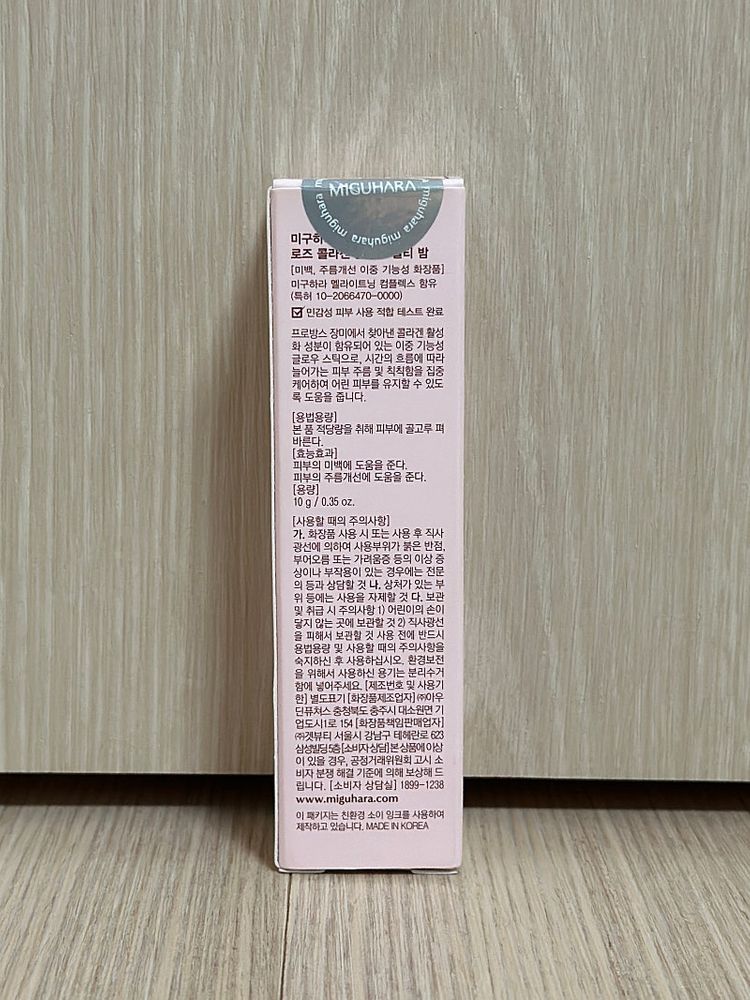 MIGUHARA
miguhara miguhara
미구하
로즈 콜라겐 밤
[미백, 주름개선 이중 기능성 화장품]
미구하라 멜라이트닝 컴플렉스 함유
(특허 10-2066470-0000)
민감성 피부 사용 적합 테스트 완료
프로방스 장미에서 찾아낸 콜라겐 활성
화 성분이 함유되어 있는 이중 기능성
글로우 스틱으로, 시간의 흐름에 따라
늘어가는 피부 주름 및 칙칙함을 집중
케어하여 어린 피부를 유지할 수 있도
록 도움을 줍니다.
[용법용량]
본 품 적당량을 취해 피부에 골고루 펴
바른다.
[효능효과]
피부의 미백에 도움을 준다.
피부의 주름개선에 도움을 준다.
[용량]
10 g / 0.35 oz.
[사용할 때의 주의사항]
가. 화장품 사용 시 또는 사용 후 직사
광선에 의하여 사용부위가 붉은 반점,
부어오름 또는 가려움증 등의 이상 증
상이나 부작용이 있는 경우에는 전문
의 등과 상담할 것 나. 상처가 있는 부
위 등에는 사용을 자제할 것 다. 보관
및 취급 시 주의사항 1) 어린이의 손이
닿지 않는 곳에 보관할 것 2) 직사광선
을 피해서 보관할 것 사용 전에 반드시
용법용량 및 사용할 때의 주의사항을
숙지하신 후 사용하십시오. 환경보전
을 위해서 사용하신 용기는 분리수거
함에 넣어주세요. [제조번호 및 사용기
한] 별도표기 [화장품제조업자] ㈜아우
딘퓨쳐스 충청북도 충주시 대소원면 기
업도시1로 154 [화장품책임판매업자]
㈜겟뷰티 서울시 강남구 테헤란로 623
삼성빌딩 5층 [소비자 상담] 본 상품에 이상
이 있을 경우, 공정거래위원회 고시 소
비자 분쟁 해결 기준에 의해 보상해 드
립니다. [소비자 상담실] 1899-1238
www.miguhara.com
이 패키지는 친환경 소이 잉크를 사용하여
제작하고 있습니다. MADE IN KOREA